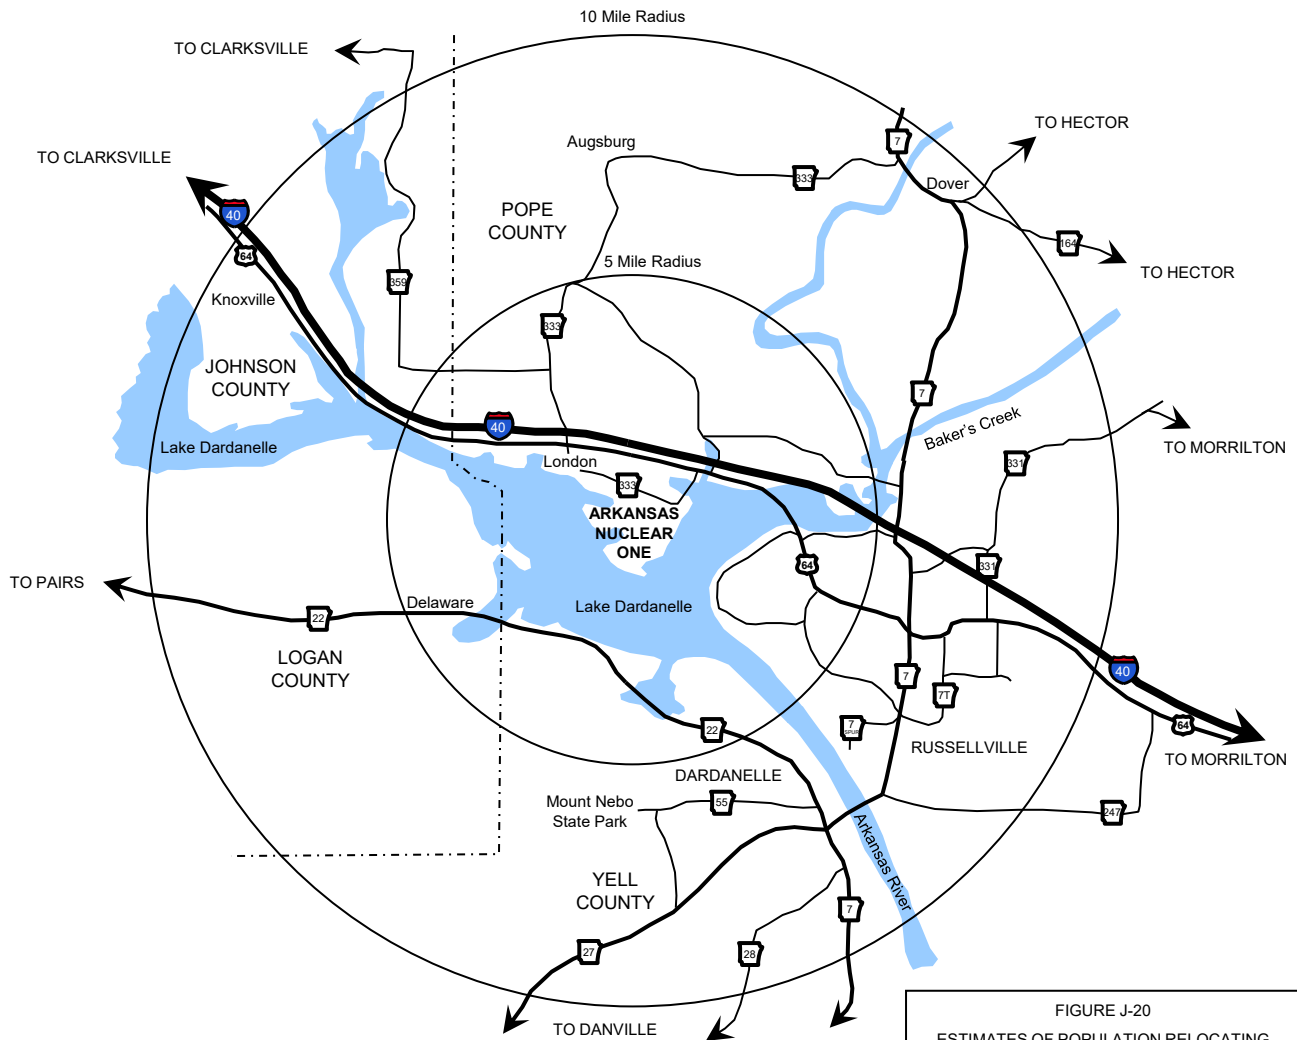 10 Mile Radius
TO CLARKSVILLE
TO HECTOR
7
Augsburg
TO CLARKSVILLE
333
Dover
POPE
COUNTY
40
164
64
5 Mile Radius
TO HECTOR
359
Knoxville
333
JOHNSON
COUNTY
7
Baker's Creek
40
Lake Dardanelle
London
331
TO MORRILTON
333
ARKANSAS
NUCLEAR
ONE
64
331
TO PAIRS
Delaware
Lake Dardanelle
22
LOGAN
COUNTY
7
40
7T
22
7
SPUR
64
RUSSELLVILLE
TO MORRILTON
DARDANELLE
55
Mount Nebo
State Park
247
Arkansas River
YELL
COUNTY
7
27
28
TO DANVILLE
FIGURE J-20
ESTIMATES OF POPULATION RELOCATING